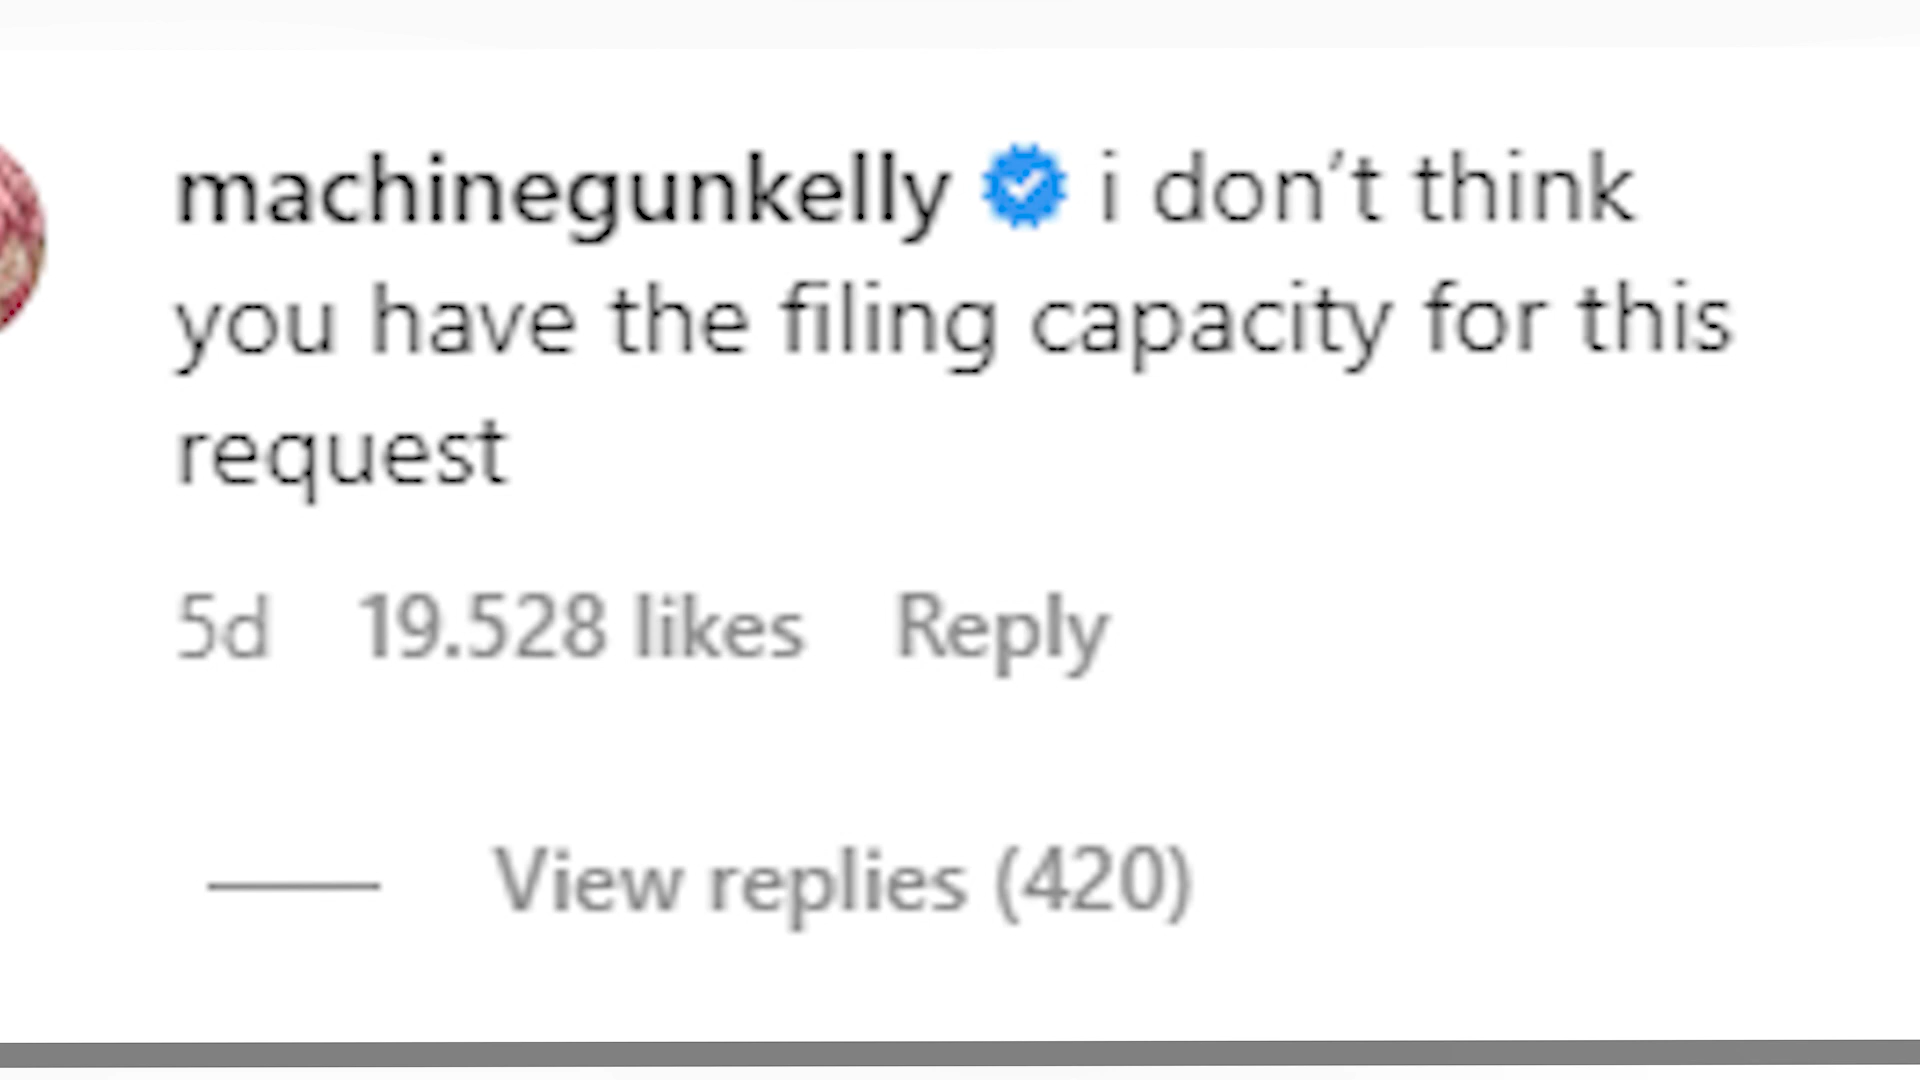 machinegunkelly i don’t think
you have the filing capacity for this
request
5d 19.528 likes Reply
View replies (420)